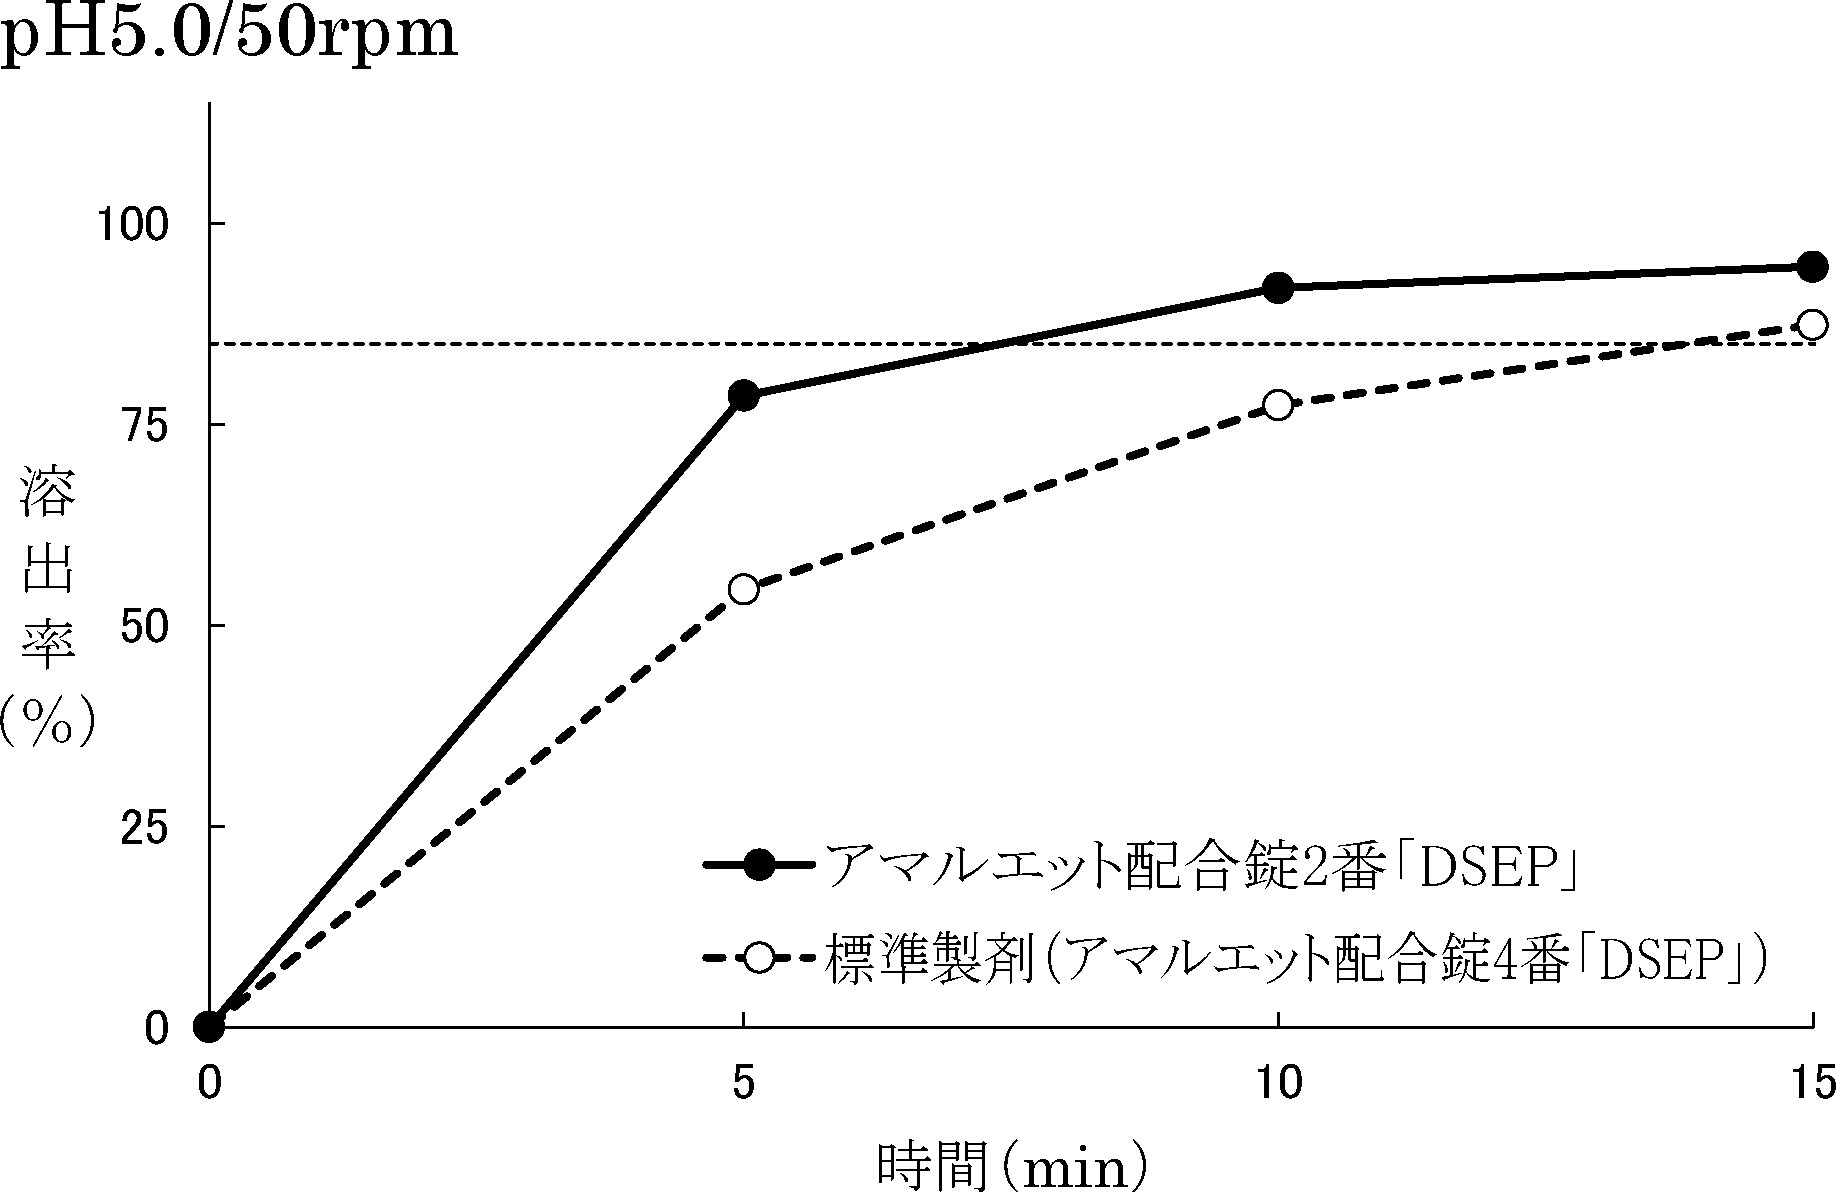 pH5.0/50rpm
100
75
50
25
0
溶出率(%)
アマルエット配合錠2番「DSEP」
標準製剤(アマルエット配合錠4番「DSEP」)
0 5 10 15
時間(min)